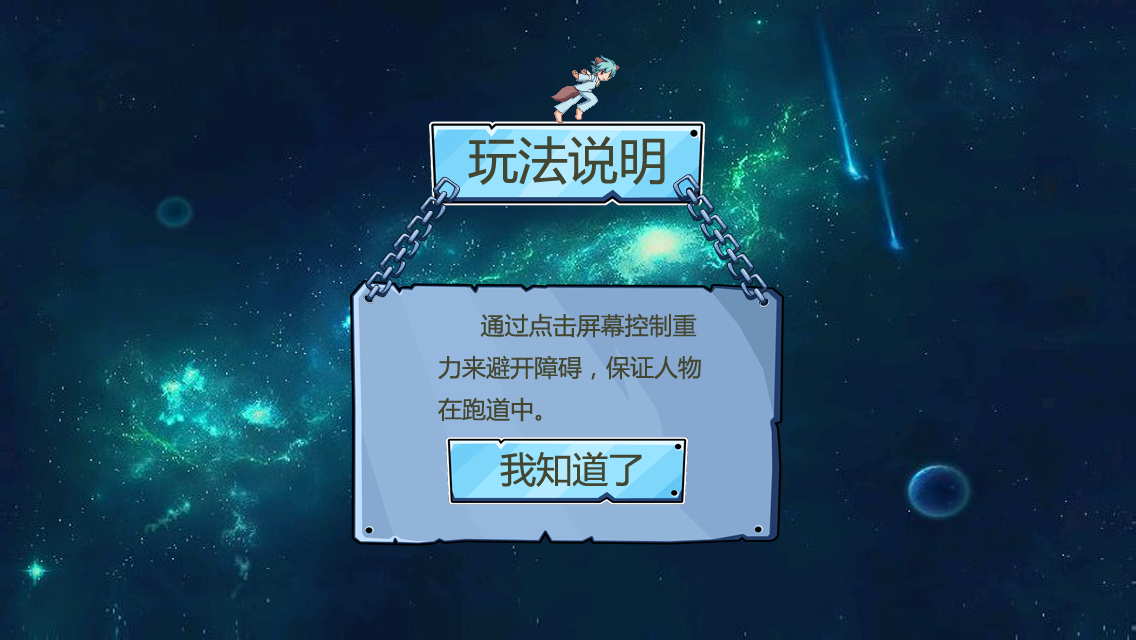 玩法说明
通过点击屏幕控制重
力来避开障碍，保证人物
在跑道中。
我知道了